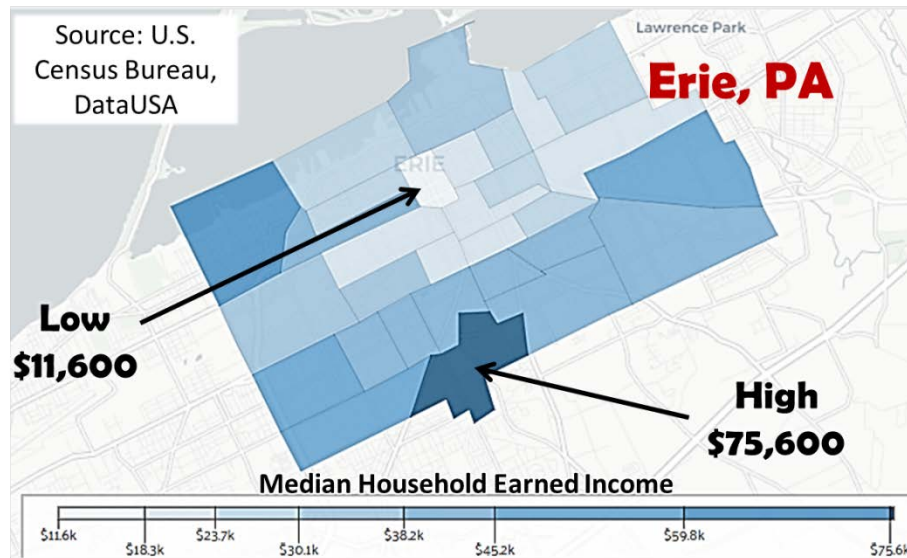 Source: U.S.
Census Bureau,
DataUSA
Lawrence Park
Erie, PA
ERIE
Low
$11,600
High
$75,600
Median Household Earned Income
$11.6k
$23.7k
$38.2k
$59.8k
$18.3k
$30.1k
$45.2k
$75.6k